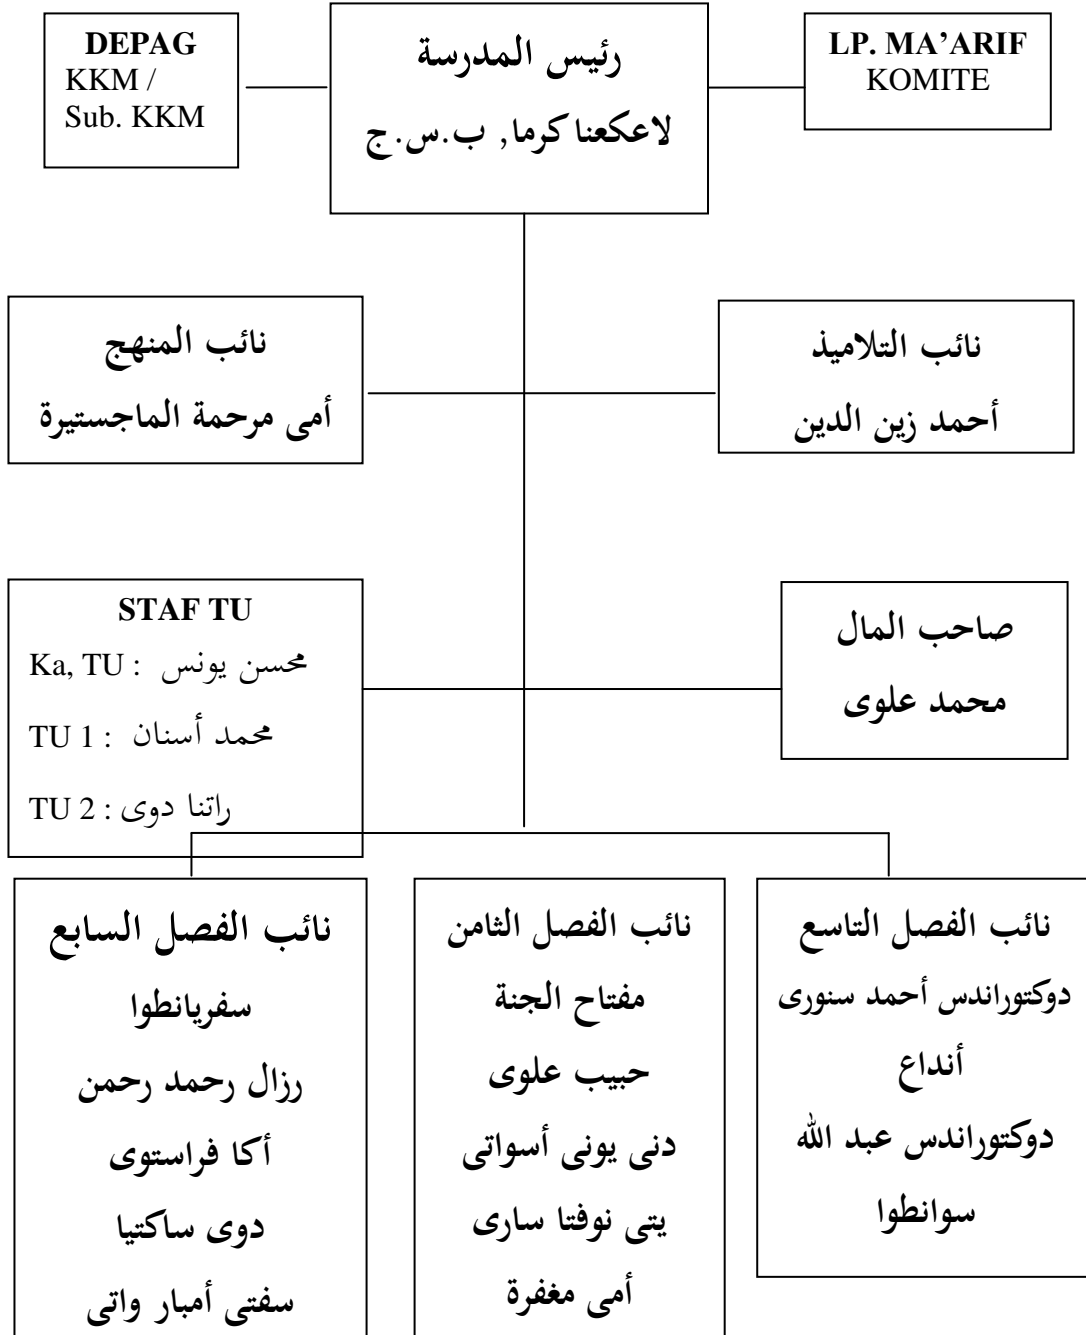 DEPAG
KKM /
Sub. KKM
رئيس المدرسة
لاعكعنا كرما, ب.س.ج
LP. MA’ARIF
KOMITE
نائب المنهج
أمى مرحمة الماجستيرة
نائب التلاميذ
أحمد زين الدين
STAF TU
Ka, TU : محسن يونس
TU 1 : محمد أسنان
TU 2 : راتنا دوى
صاحب المال
محمد علوى
نائب الفصل السابع
سفريانطوا
رزال رحمد رحمن
أكا فراستوى
دوى ساكتيا
سفتى أمبار واتى
نائب الفصل الثامن
مفتاح الجنة
حبيب علوى
دنى يونى أسواتى
يتى نوفتا سارى
أمى مغفرة
نائب الفصل التاسع
دوكتوراندس أحمد سنورى
أنداع
دوكتوراندس عبد الله
سوانطوا